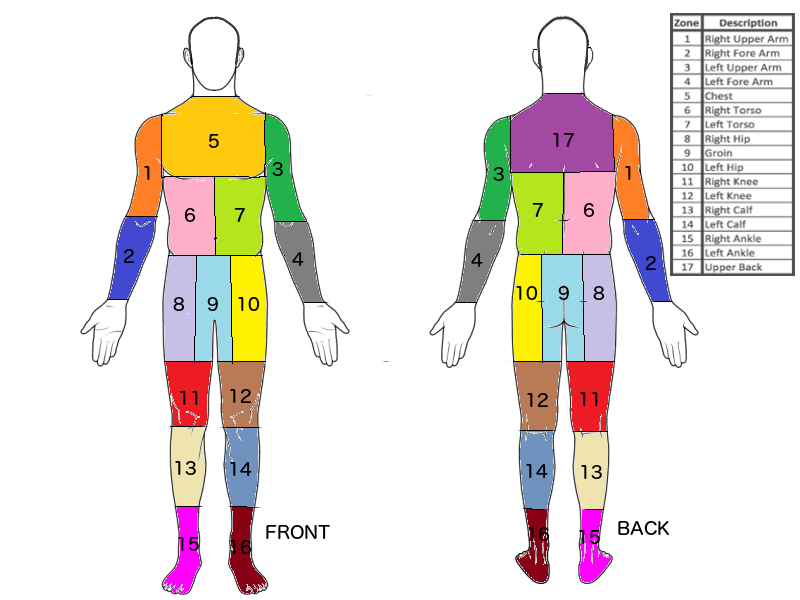 Zone Description
1 Right Upper Arm
2 Right Fore Arm
3 Left Upper Arm
4 Left Fore Arm
5 Chest
6 Right Torso
7 Left Torso
8 Right Hip
9 Groin
10 Left Hip
11 Right Knee
12 Left Knee
13 Right Calf
14 Left Calf
15 Right Ankle
16 Left Ankle
17 Upper Back
5
1
3
6
7
2
4
8
9
10
11
12
13
14
15
16
FRONT
17
3
1
7
6
4
2
10
9
8
12
11
14
13
16
15
BACK